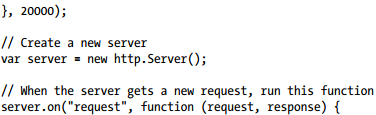 }, 20000);
// Create a new server
var server = new http.Server();
// When the server gets a new request, run this function
server.on("request", function (request, response) {